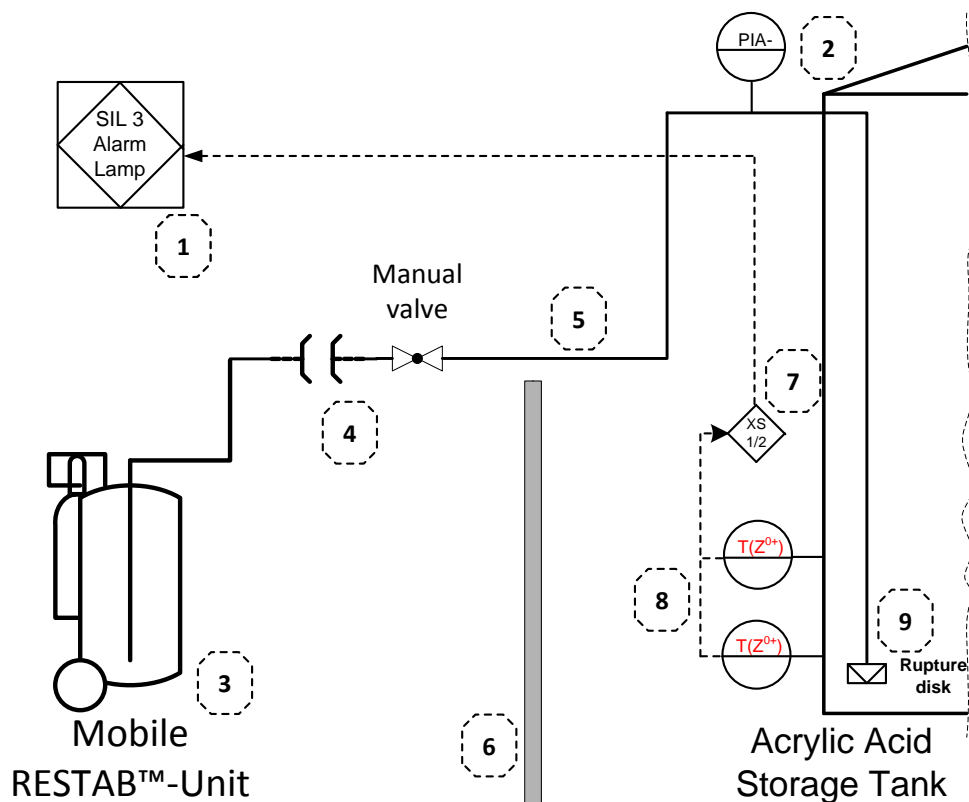 PIA-
2
SIL 3
Alarm
Lamp
1
Manual
valve
5
7
4
XS
1/2
T(Z⁰⁺)
8
9
T(Z⁰⁺)
Rupture
disk
3
6
Mobile
RESTAB™-Unit
Acrylic Acid
Storage Tank